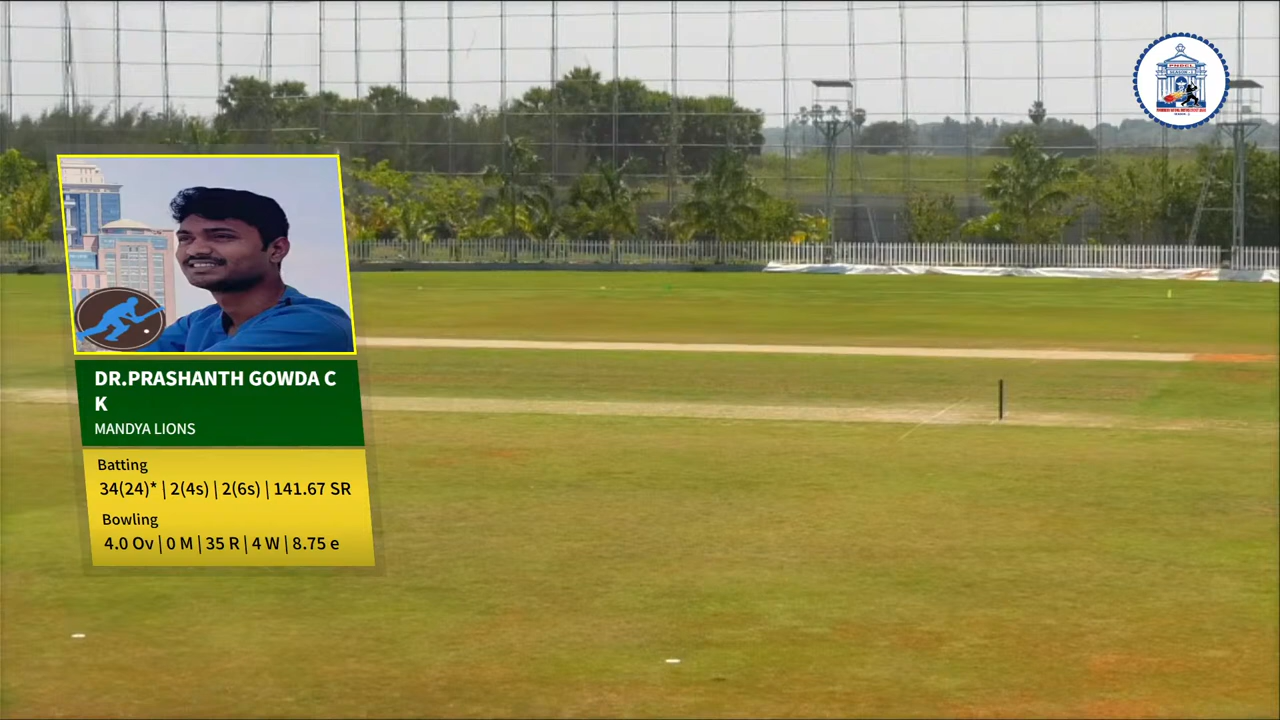 DR.PRASHANTH GOWDA C
K
MANDYA LIONS
Batting
34(24)* | 2(4s) | 2(6s) | 141.67 SR
Bowling
4.0 Ov | 0 M | 35 R | 4 W | 8.75 e